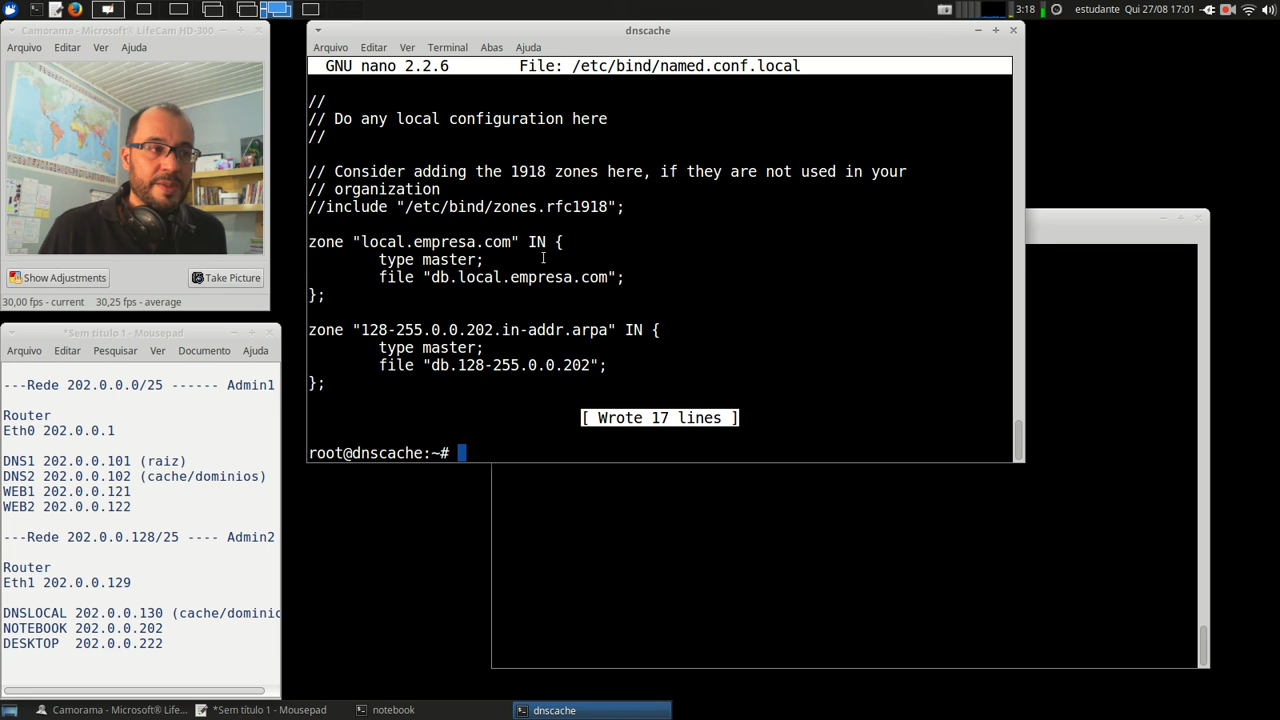 3:18
estudante Qui 27/08 17:01
Camorama - Microsoft® LifeCam HD-300
Arquivo Editar Ver Ajuda
Show Adjustments
Take Picture
30,00 fps - current 30,25 fps - average
*Sem título 1 - Mousepad
Arquivo Editar Pesquisar Ver Documento Ajuda
---Rede 202.0.0.0/25 ------ Admin1
Router
Eth0 202.0.0.1
DNS1 202.0.0.101 (raiz)
DNS2 202.0.0.102 (cache/dominios)
WEB1 202.0.0.121
WEB2 202.0.0.122
---Rede 202.0.0.128/25 ---- Admin2
Router
Eth1 202.0.0.129
DNSLOCAL 202.0.0.130 (cache/dominic
NOTEBOOK 202.0.0.202
DESKTOP 202.0.0.222
dnscache
Arquivo Editar Ver Terminal Abas Ajuda
GNU nano 2.2.6 File: /etc/bind/named.conf.local
//
// Do any local configuration here
//
// Consider adding the 1918 zones here, if they are not used in your
// organization
//include "/etc/bind/zones.rfc1918";
zone "local.empresa.com" IN {
type master;
file "db.local.empresa.com";
};
zone "128-255.0.0.202.in-addr.arpa" IN {
type master;
file "db.128-255.0.0.202";
};
[ Wrote 17 lines ]
root@dnscache:~#
Camorama - Microsoft® LifeC...
*Sem título 1 - Mousepad
notebook
dnscache